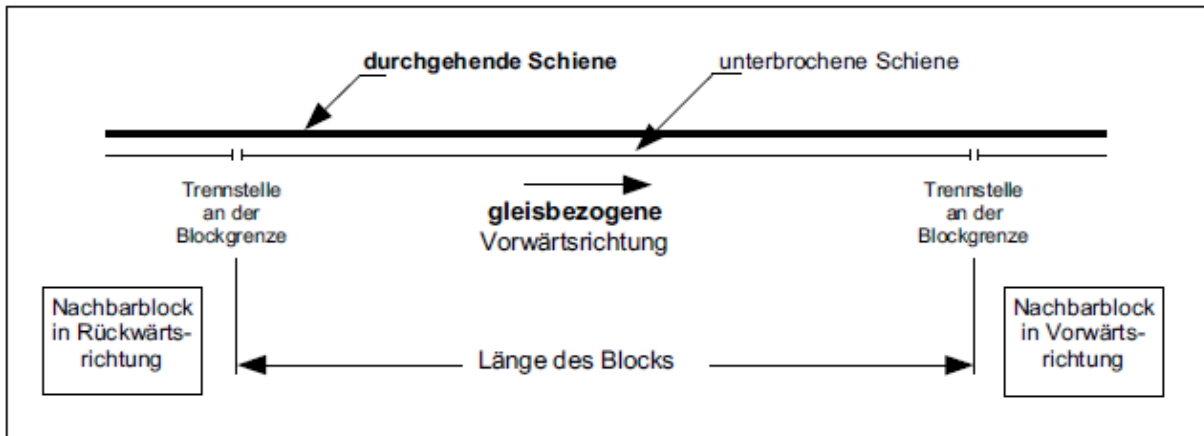 durchgehende Schiene
unterbrochene Schiene
Trennstelle
an der
Blockgrenze
gleisbezogene
Vorwärtsrichtung
Trennstelle
an der
Blockgrenze
Nachbarblock
in Rückwärts-
richtung
Länge des Blocks
Nachbarblock
in Vorwärts-
richtung